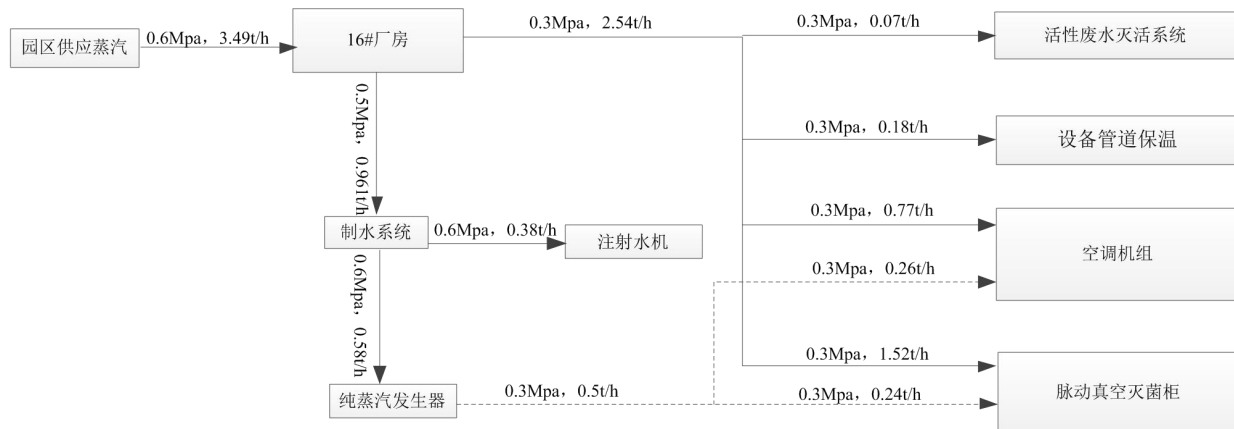 园区供应蒸汽
0.6Mpa，3.49t/h
16#厂房
0.3Mpa，2.54t/h
0.3Mpa，0.07t/h
活性废水灭活系统
0.5Mpa，0.961t/h
0.3Mpa，0.18t/h
设备管道保温
制水系统
0.6Mpa，0.38t/h
注射水机
0.3Mpa，0.77t/h
空调机组
0.3Mpa，0.26t/h
0.6Mpa，0.58t/h
纯蒸汽发生器
0.3Mpa，0.5t/h
0.3Mpa，1.52t/h
0.3Mpa，0.24t/h
脉动真空灭菌柜